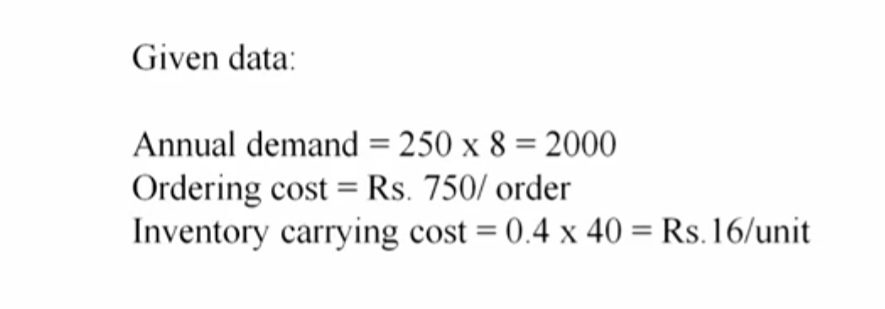 Given data:
Annual demand = 250 x 8 = 2000
Ordering cost = Rs. 750/ order
Inventory carrying cost = 0.4 x 40 = Rs.16/unit